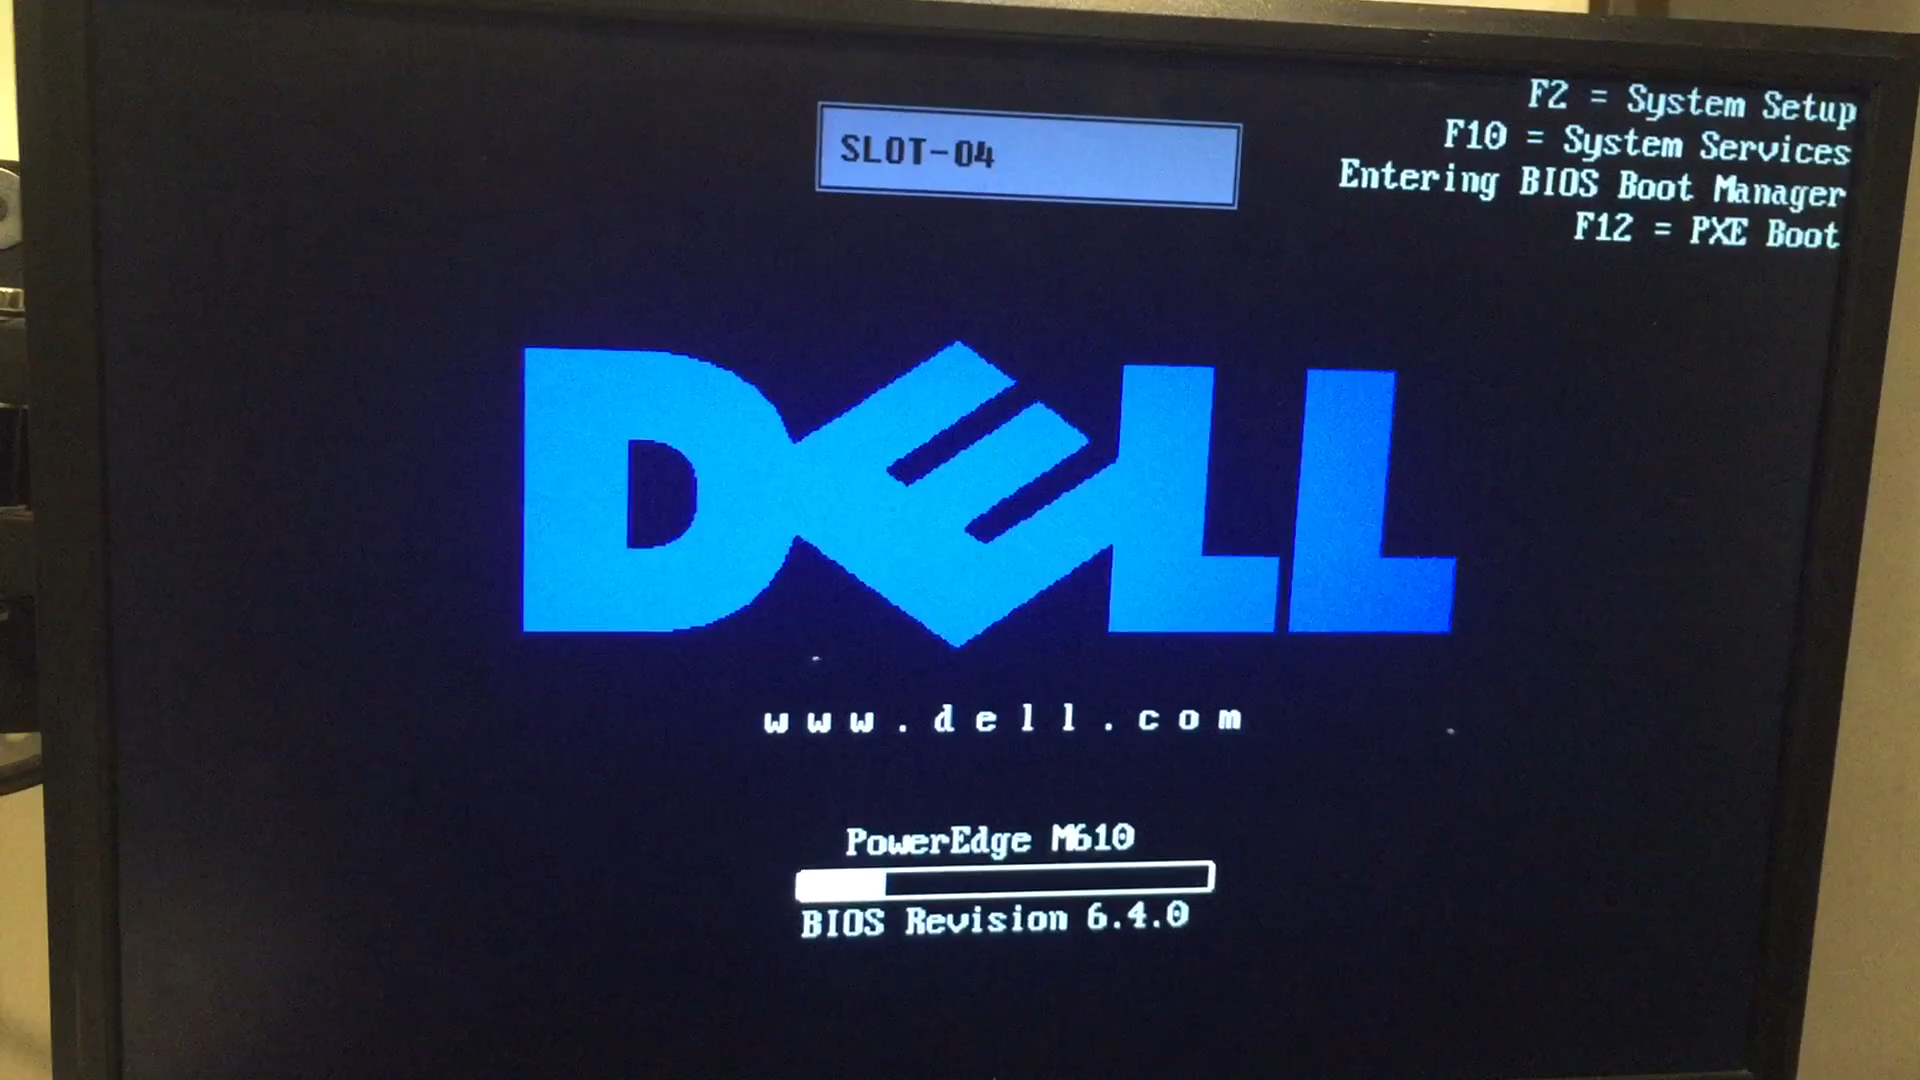 SLOT-04
F2 = System Setup
F10 = System Services
Entering BIOS Boot Manager
F12 = PXE Boot
DELL
www.dell.com
PowerEdge M610
BIOS Revision 6.4.0